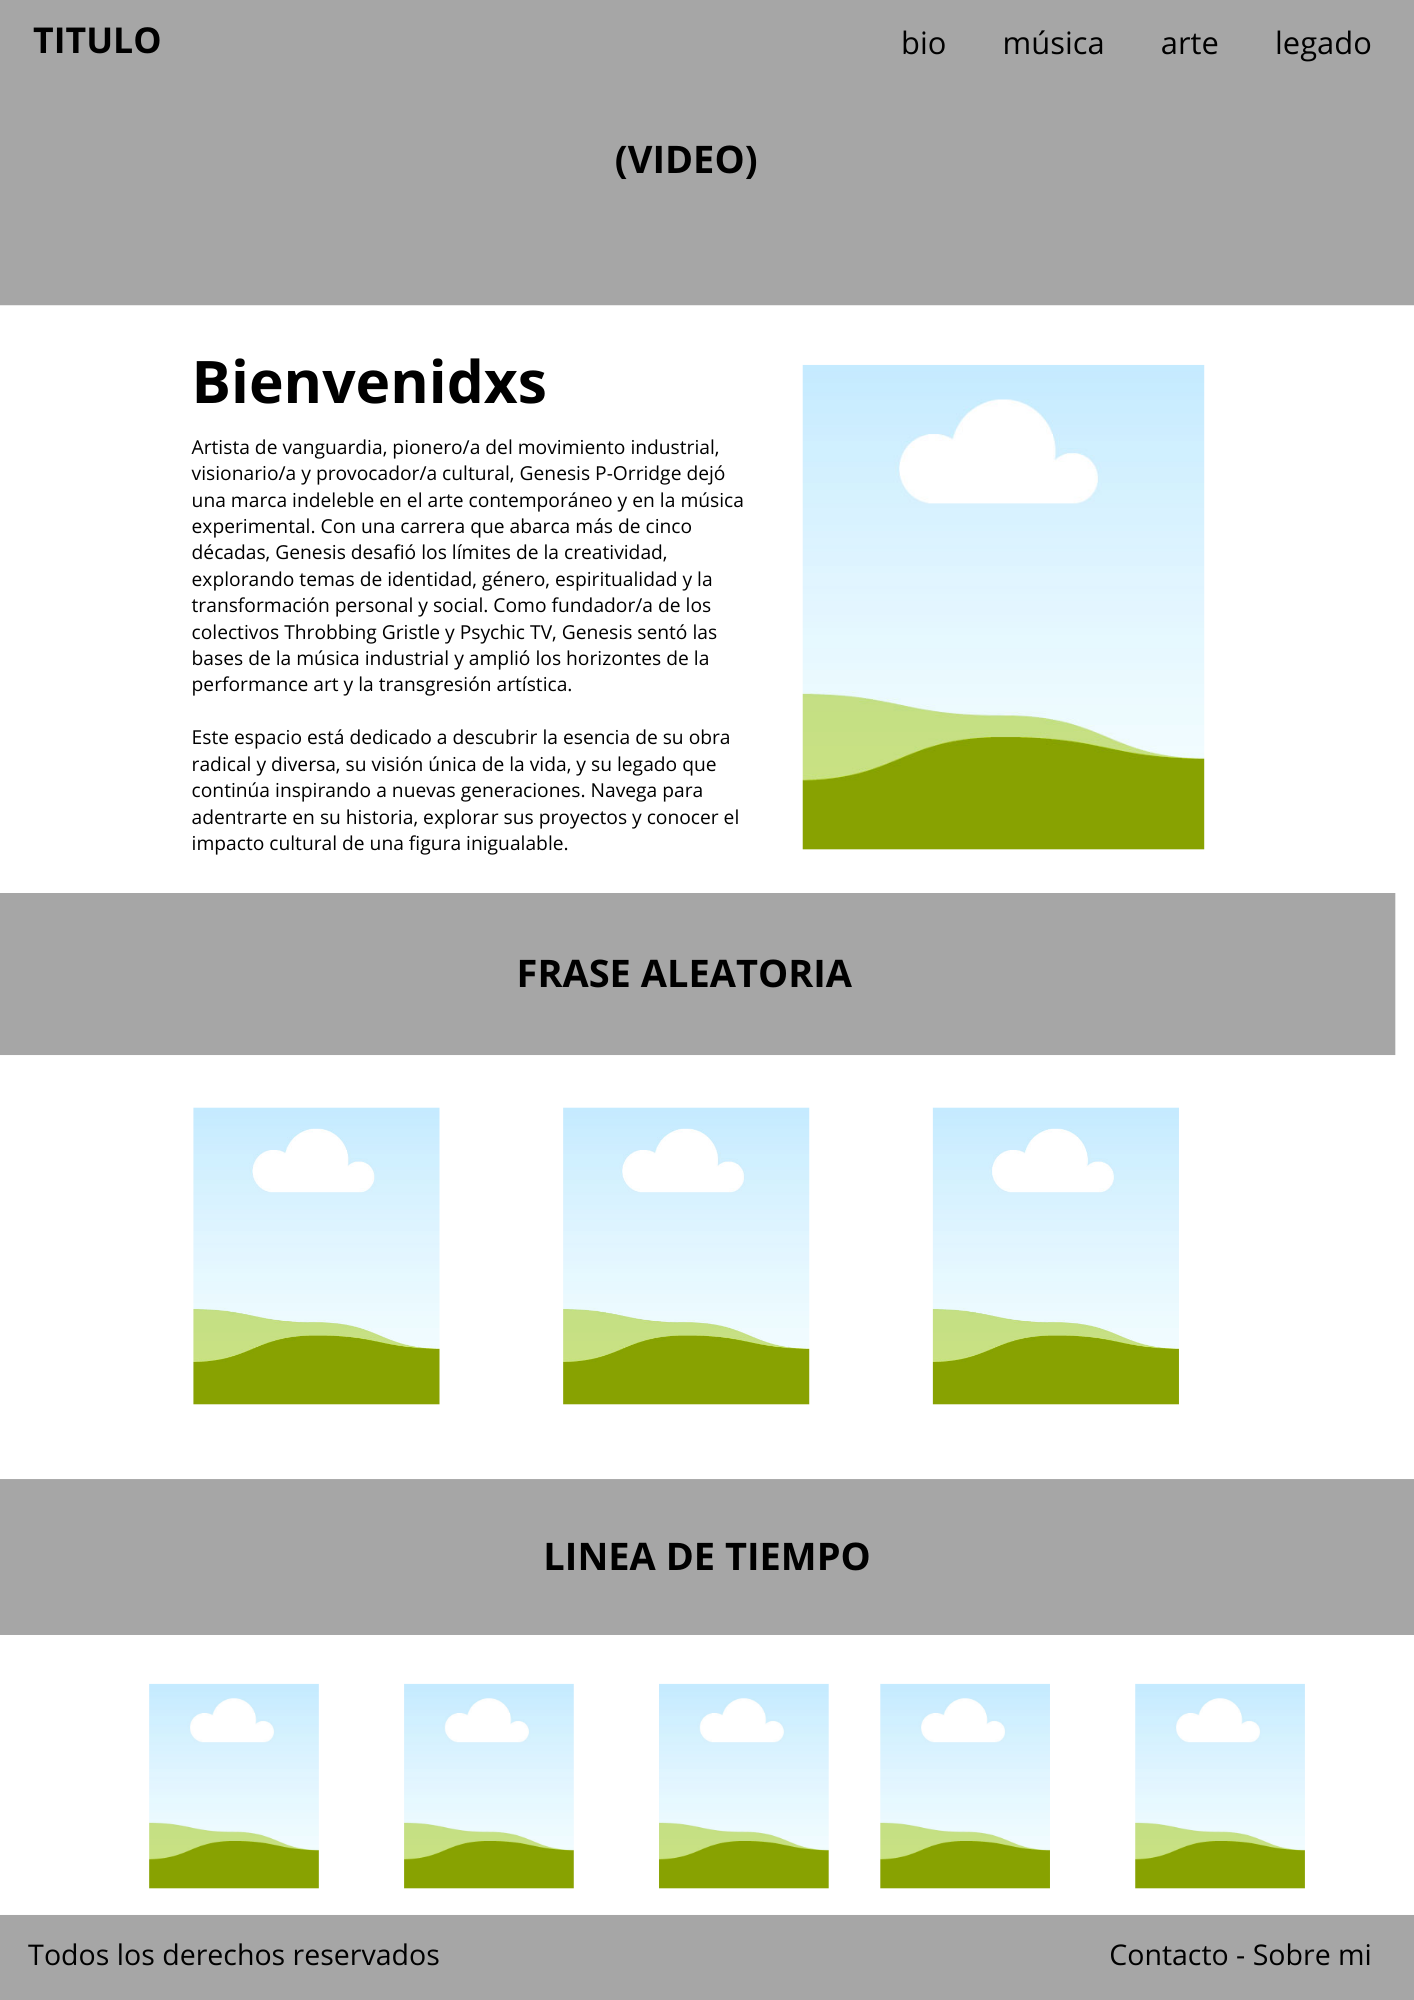 TITULO
bio música arte legado
(VIDEO)
Bienvenidxs
Artista de vanguardia, pionero/a del movimiento industrial,
visionario/a y provocador/a cultural, Genesis P-Orridge dejó
una marca indeleble en el arte contemporáneo y en la música
experimental. Con una carrera que abarca más de cinco
décadas, Genesis desafió los límites de la creatividad,
explorando temas de identidad, género, espiritualidad y la
transformación personal y social. Como fundador/a de los
colectivos Throbbing Gristle y Psychic TV, Genesis sentó las
bases de la música industrial y amplió los horizontes de la
performance art y la transgresión artística.
Este espacio está dedicado a descubrir la esencia de su obra
radical y diversa, su visión única de la vida, y su legado que
continúa inspirando a nuevas generaciones. Navega para
adentrarte en su historia, explorar sus proyectos y conocer el
impacto cultural de una figura inigualable.
FRASE ALEATORIA
LINEA DE TIEMPO
Todos los derechos reservados
Contacto - Sobre mi